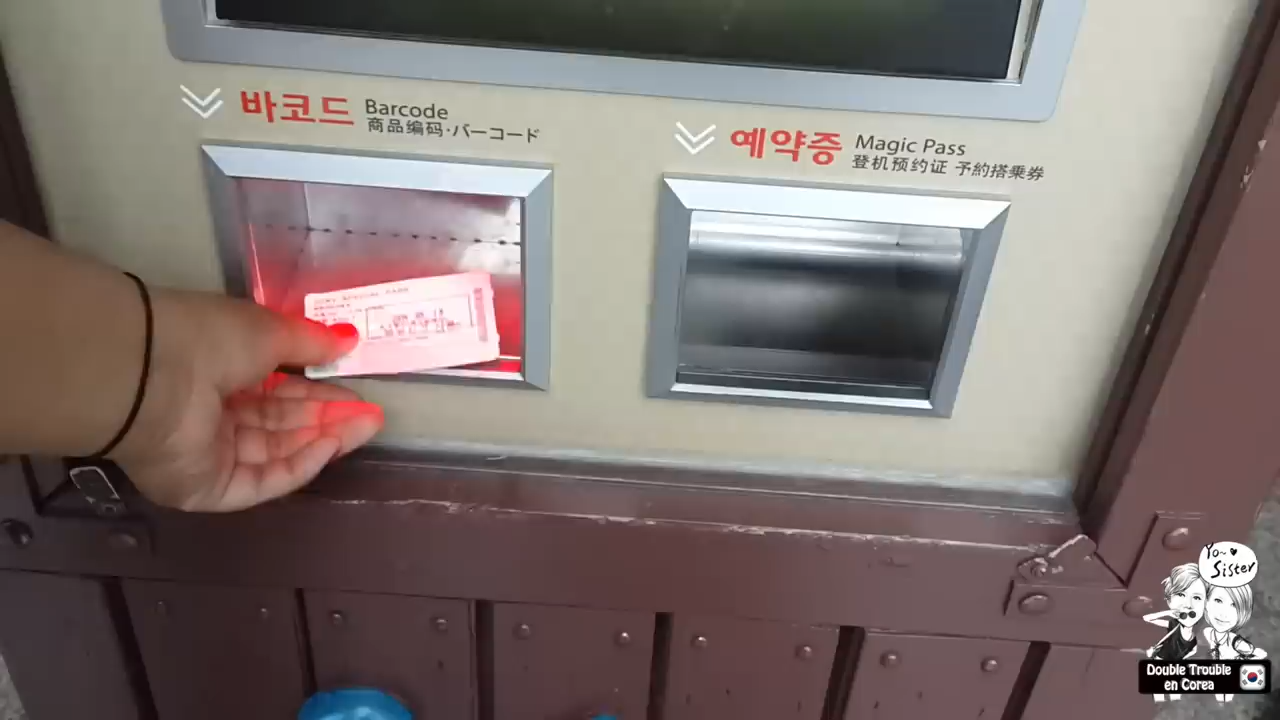 바코드
Barcode
商品编码·バーコード
예약증
Magic Pass
登机预约证 予約搭乗券
Yo~
Sister
Double Trouble
en Corea